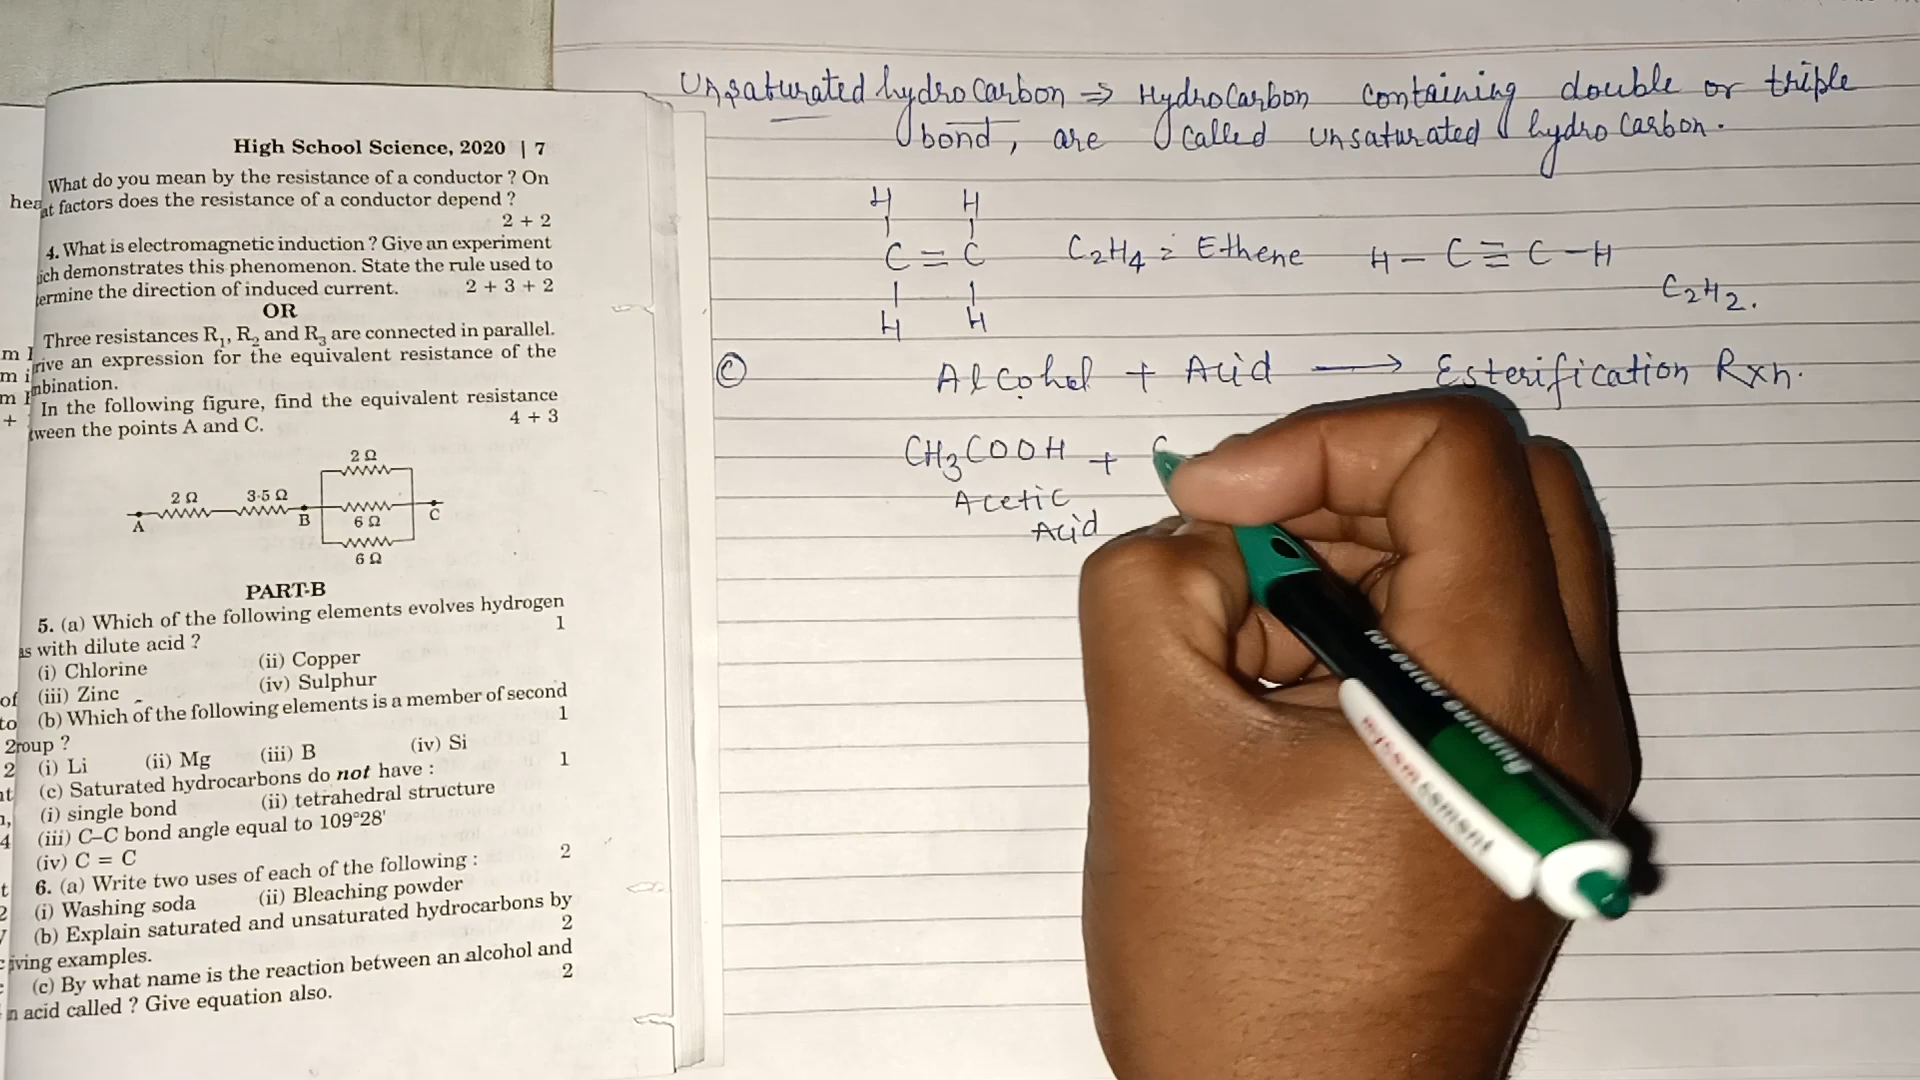 High School Science, 2020 | 7
What do you mean by the resistance of a conductor ? On
hea
at factors does the resistance of a conductor depend ?
2 + 2
4. What is electromagnetic induction ? Give an experiment
ich demonstrates this phenomenon. State the rule used to
ermine the direction of induced current. 2 + 3 + 2
OR
Three resistances R₁, R₂ and R₃ are connected in parallel.
rive an expression for the equivalent resistance of the
mbination.
In the following figure, find the equivalent resistance
tween the points A and C. 4 + 3
2 Ω
2 Ω 3·5 Ω
A B 6 Ω C
6 Ω
PART-B
5. (a) Which of the following elements evolves hydrogen
as with dilute acid ? 1
(i) Chlorine (ii) Copper
(iii) Zinc (iv) Sulphur
(b) Which of the following elements is a member of second
roup ? 1
(i) Li (ii) Mg (iii) B (iv) Si
(c) Saturated hydrocarbons do not have : 1
(i) single bond (ii) tetrahedral structure
(iii) C–C bond angle equal to 109°28'
(iv) C = C
6. (a) Write two uses of each of the following : 2
(i) Washing soda (ii) Bleaching powder
(b) Explain saturated and unsaturated hydrocarbons by
iving examples. 2
(c) By what name is the reaction between an alcohol and
n acid called ? Give equation also. 2
Unsaturated hydrocarbon ⇒ Hydrocarbon containing double or triple
bond, are called unsaturated hydrocarbon.
H H
C = C C₂H₄ = Ethene H – C ≡ C – H
H H
C₂H₂.
© Alcohol + Acid ⟶ Esterification Rxn.
CH₃COOH + C
Acetic
Acid
for better gripping